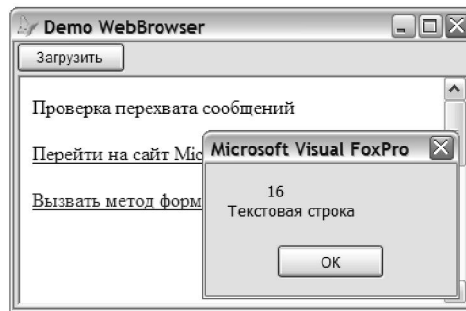 Demo WebBrowser
Загрузить
Проверка перехвата сообщений
Перейти на сайт Mic
Microsoft Visual FoxPro
Вызвать метод форм
16
Текстовая строка
OK